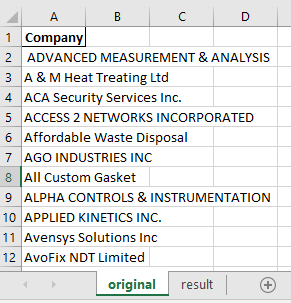 A B C D
1 Company
2 ADVANCED MEASUREMENT & ANALYSIS
3 A & M Heat Treating Ltd
4 ACA Security Services Inc.
5 ACCESS 2 NETWORKS INCORPORATED
6 Affordable Waste Disposal
7 AGO INDUSTRIES INC
8 All Custom Gasket
9 ALPHA CONTROLS & INSTRUMENTATION
10 APPLIED KINETICS INC.
11 Avensys Solutions Inc
12 AvoFix NDT Limited
original result